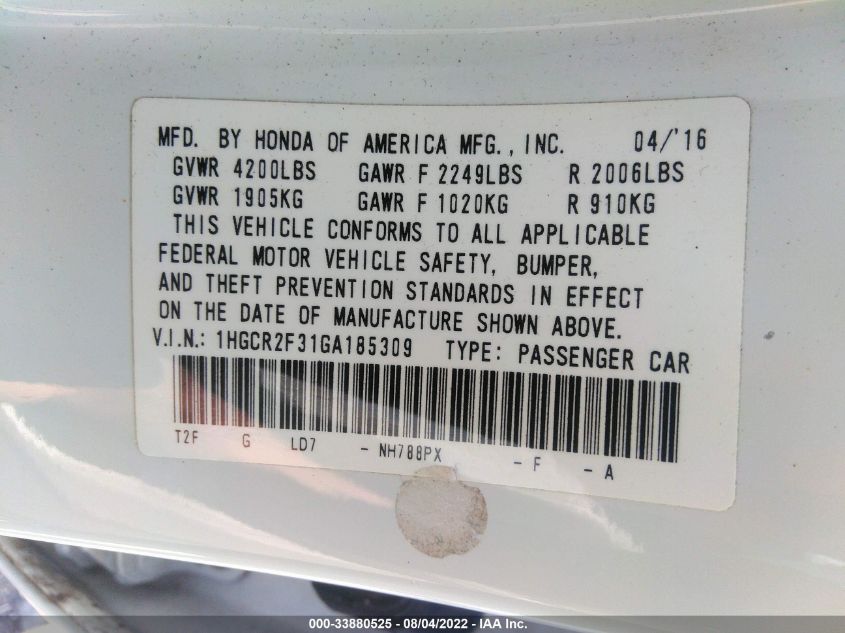 MFD. BY HONDA OF AMERICA MFG., INC. 04/'16
GVWR 4200LBS GAWR F 2249LBS R 2006LBS
GVWR 1905KG GAWR F 1020KG R 910KG
THIS VEHICLE CONFORMS TO ALL APPLICABLE
FEDERAL MOTOR VEHICLE SAFETY, BUMPER,
AND THEFT PREVENTION STANDARDS IN EFFECT
ON THE DATE OF MANUFACTURE SHOWN ABOVE.
V.I.N.: 1HGCR2F31GA185309 TYPE: PASSENGER CAR
T2F G LD7 - NH788PX - F - A
000-33880525 - 08/04/2022 - IAA Inc.